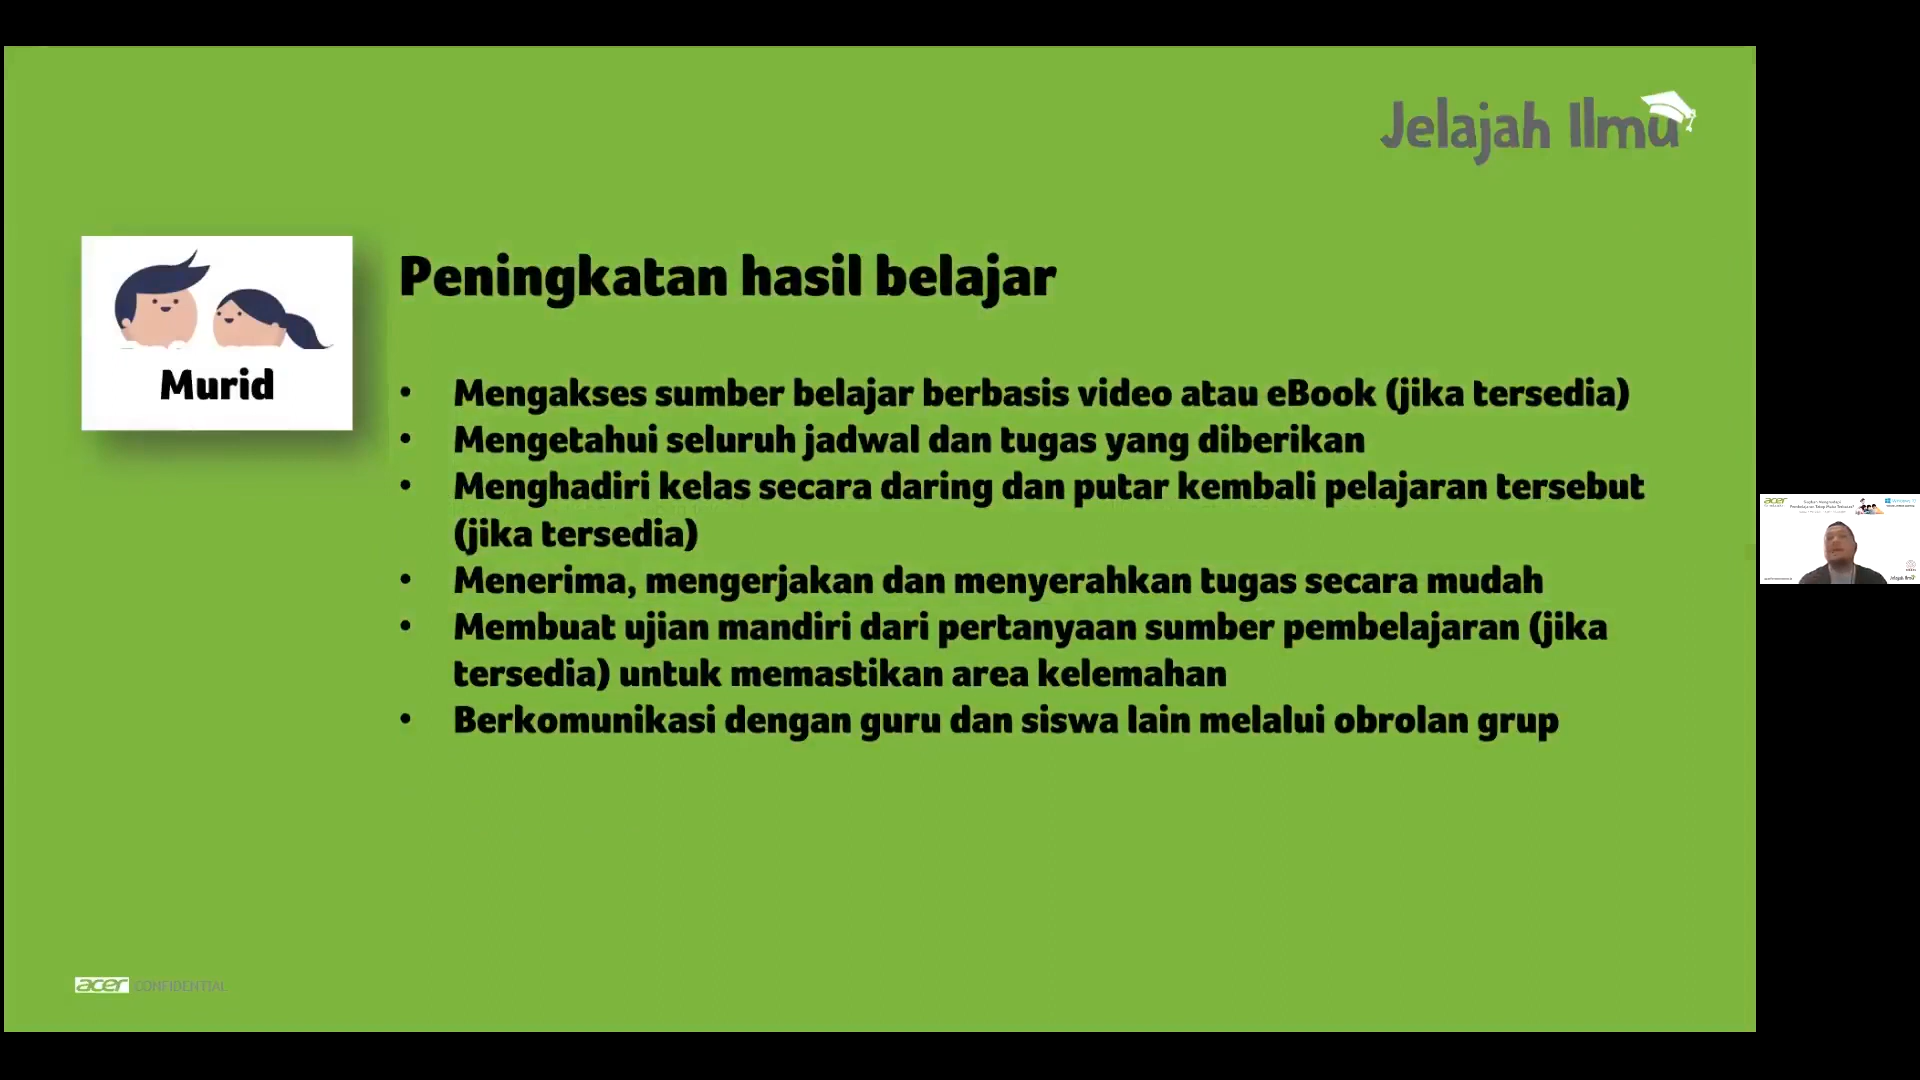 Jelajah Ilmu
Peningkatan hasil belajar
Murid
• Mengakses sumber belajar berbasis video atau eBook (jika tersedia)
• Mengetahui seluruh jadwal dan tugas yang diberikan
• Menghadiri kelas secara daring dan putar kembali pelajaran tersebut
(jika tersedia)
• Menerima, mengerjakan dan menyerahkan tugas secara mudah
• Membuat ujian mandiri dari pertanyaan sumber pembelajaran (jika
tersedia) untuk memastikan area kelemahan
• Berkomunikasi dengan guru dan siswa lain melalui obrolan grup
acer CONFIDENTIAL
acer
Jelajah Ilmu